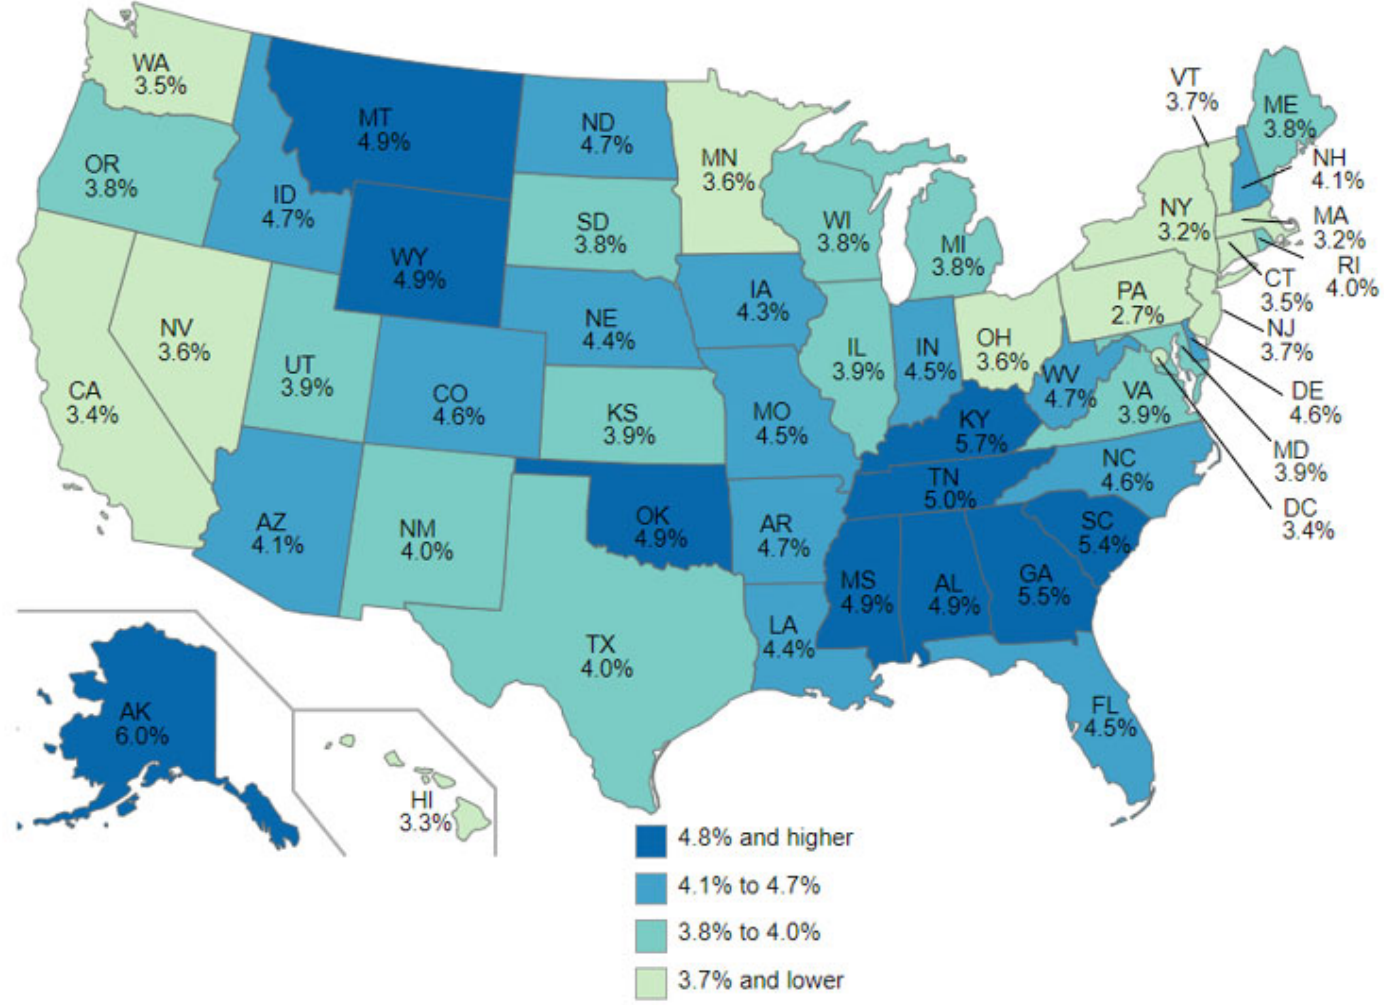 WA
3.5%
MT
4.9%
ND
4.7%
MN
3.6%
VT
3.7%
ME
3.8%
OR
3.8%
ID
4.7%
NH
4.1%
WY
4.9%
SD
3.8%
WI
3.8%
MI
3.8%
NY
3.2%
MA
3.2%
RI
4.0%
CT
3.5%
NV
3.6%
UT
3.9%
NE
4.4%
IA
4.3%
PA
2.7%
NJ
3.7%
CA
3.4%
CO
4.6%
KS
3.9%
MO
4.5%
IL
3.9%
IN
4.5%
OH
3.6%
WV
4.7%
VA
3.9%
DE
4.6%
MD
3.9%
DC
3.4%
KY
5.7%
TN
5.0%
NC
4.6%
AZ
4.1%
NM
4.0%
OK
4.9%
AR
4.7%
SC
5.4%
MS
4.9%
AL
4.9%
GA
5.5%
TX
4.0%
LA
4.4%
FL
4.5%
AK
6.0%
HI
3.3%
4.8% and higher
4.1% to 4.7%
3.8% to 4.0%
3.7% and lower